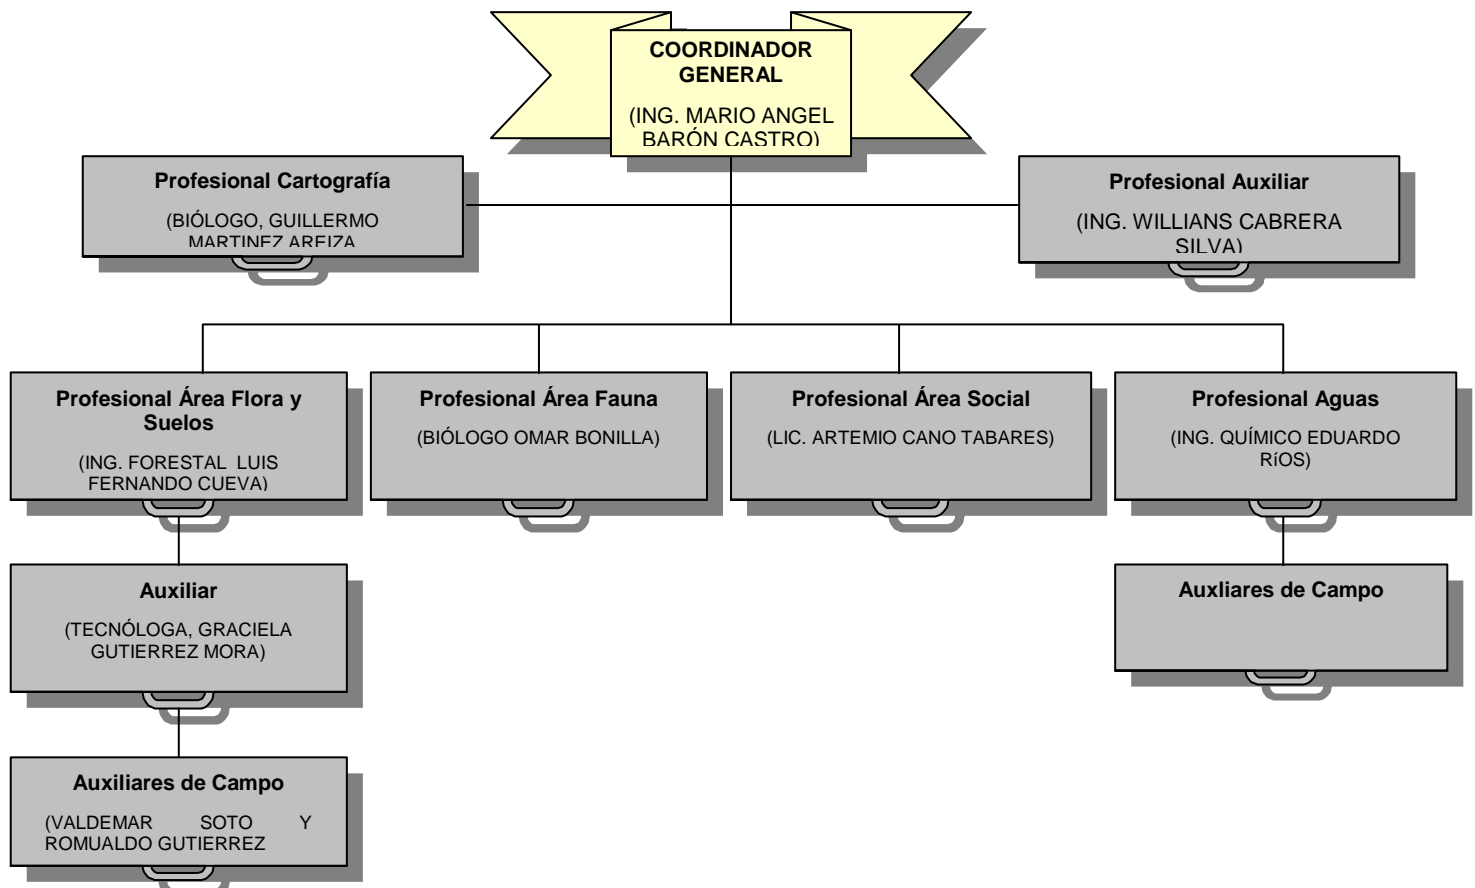 COORDINADOR
GENERAL
(ING. MARIO ANGEL
BARÓN CASTRO)
Profesional Cartografía
(BIÓLOGO, GUILLERMO
MARTINEZ AREIZA
Profesional Auxiliar
(ING. WILLIANS CABRERA
SILVA)
Profesional Área Flora y
Suelos
(ING. FORESTAL LUIS
FERNANDO CUEVA)
Profesional Área Fauna
(BIÓLOGO OMAR BONILLA)
Profesional Área Social
(LIC. ARTEMIO CANO TABARES)
Profesional Aguas
(ING. QUÍMICO EDUARDO
RíOS)
Auxiliar
(TECNÓLOGA, GRACIELA
GUTIERREZ MORA)
Auxliares de Campo
Auxiliares de Campo
(VALDEMAR SOTO Y
ROMUALDO GUTIERREZ